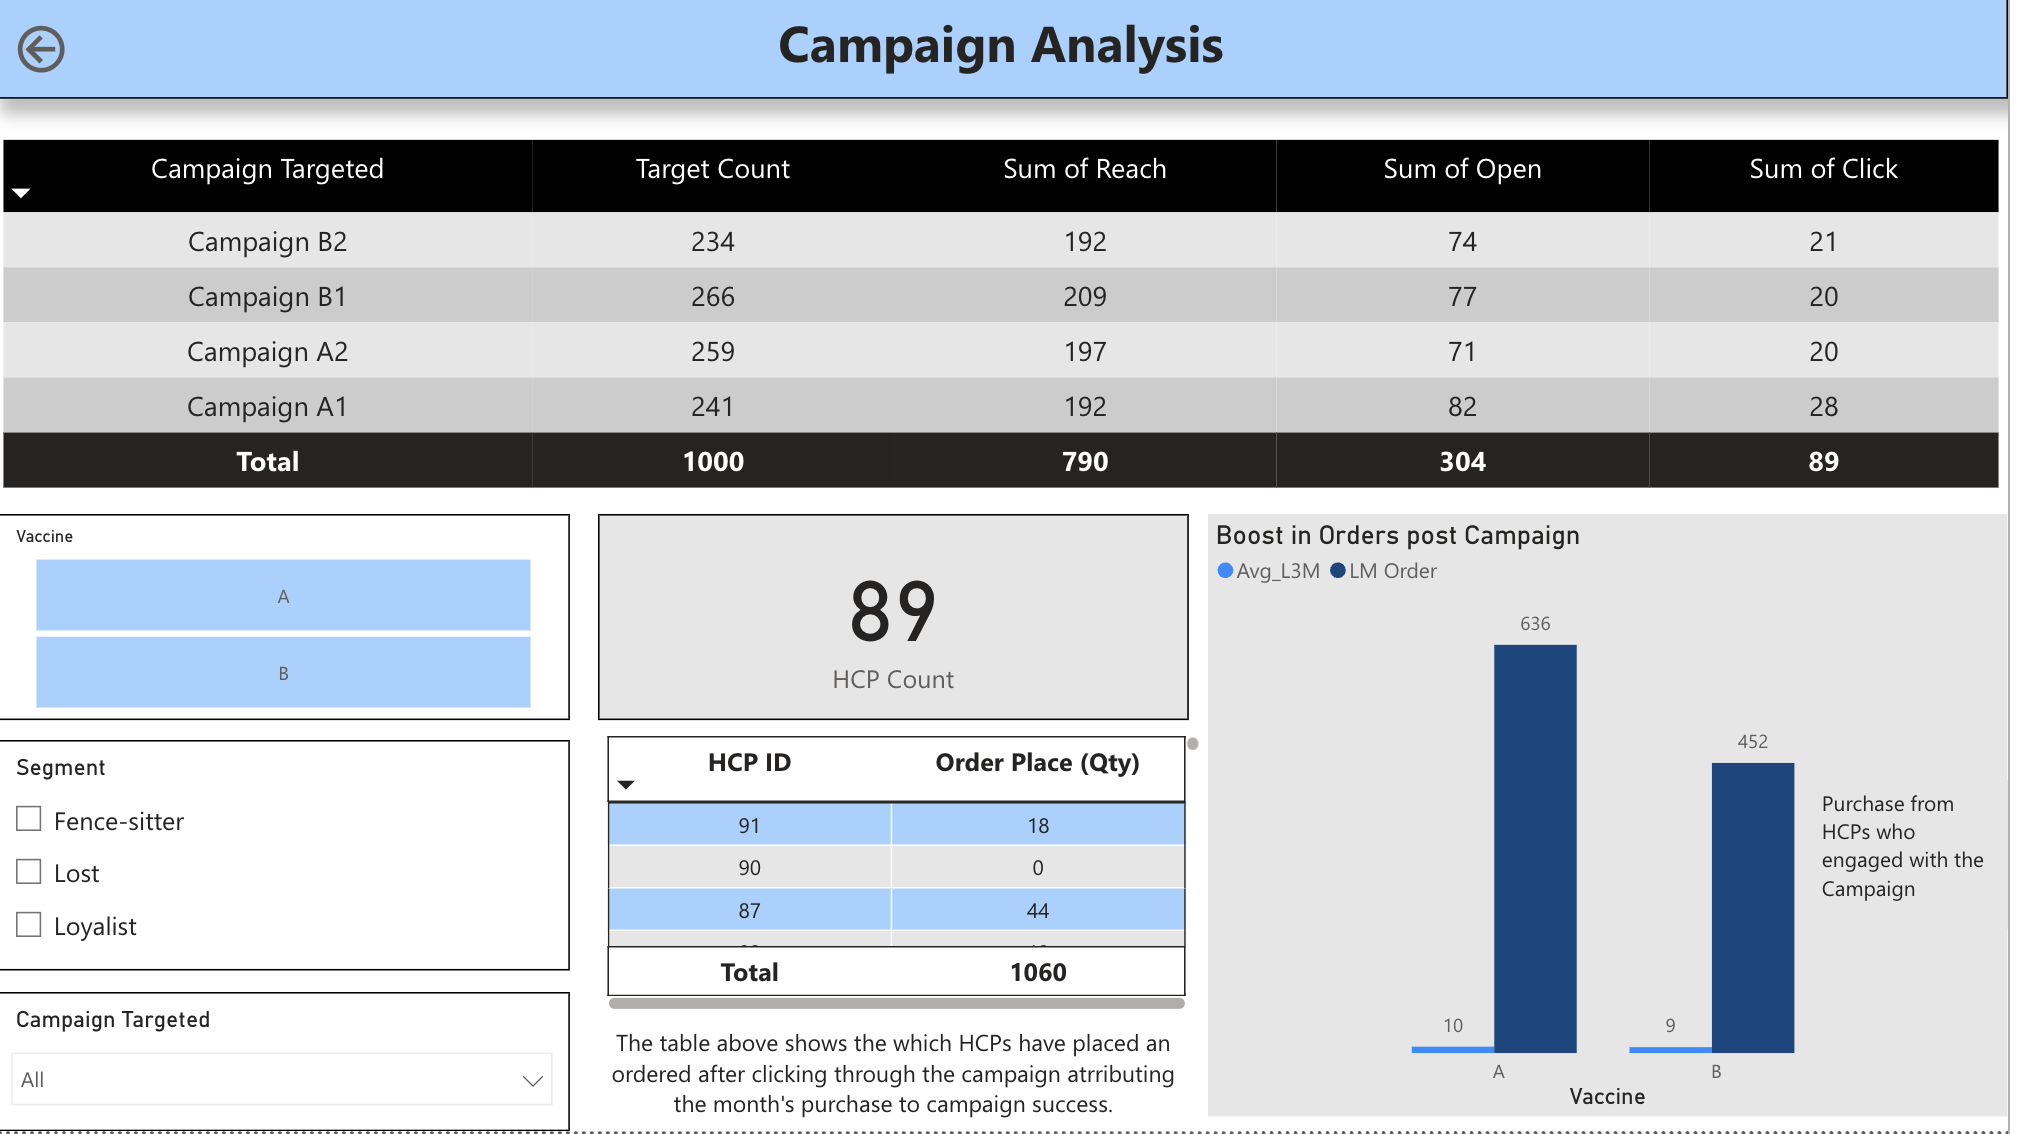 Campaign Analysis
Campaign Targeted Target Count Sum of Reach Sum of Open Sum of Click
Campaign B2 234 192 74 21
Campaign B1 266 209 77 20
Campaign A2 259 197 71 20
Campaign A1 241 192 82 28
Total 1000 790 304 89
Vaccine
A
B
Segment
Fence-sitter
Lost
Loyalist
Campaign Targeted
All
89
HCP Count
HCP ID Order Place (Qty)
91 18
90 0
87 44
Total 1060
The table above shows the which HCPs have placed an
ordered after clicking through the campaign atrributing
the month's purchase to campaign success.
Boost in Orders post Campaign
Avg_L3M LM Order
636
452
10
9
A
B
Vaccine
Purchase from
HCPs who
engaged with the
Campaign